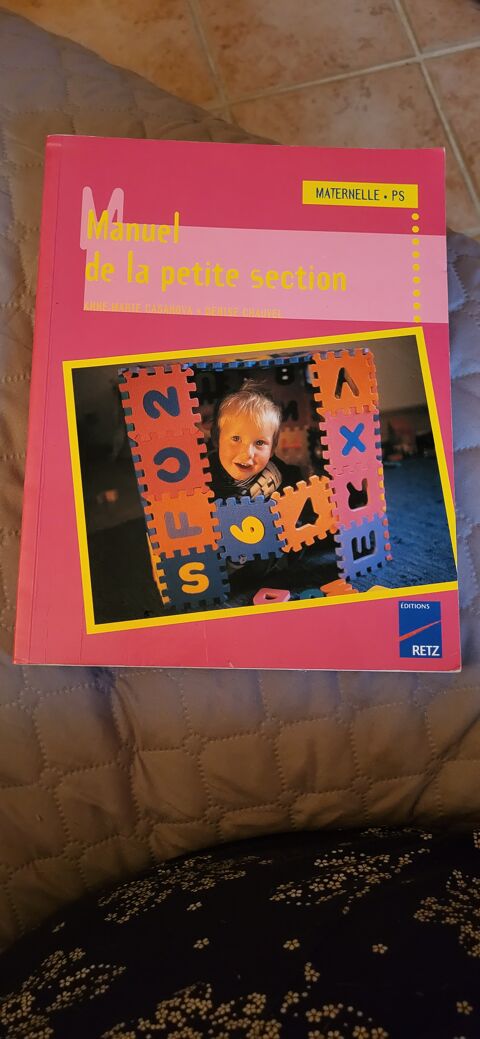 MATERNELLE • PS
Manuel
de la petite section
ANNE-MARIE CASANOVA • DENISE CHAUVEL
ÉDITIONS
RETZ